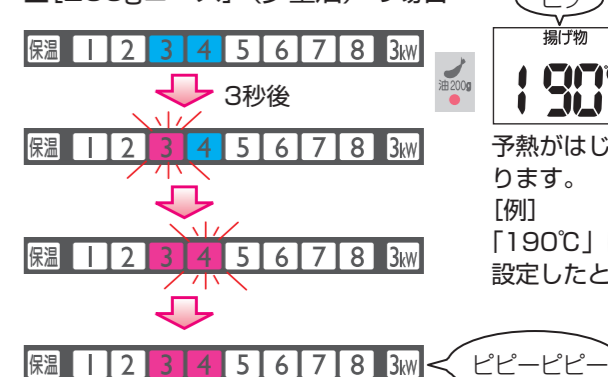 保温 1 2 3 4 5 6 7 8 3kW
3秒後
保温 1 2 3 4 5 6 7 8 3kW
保温 1 2 3 4 5 6 7 8 3kW
保温 1 2 3 4 5 6 7 8 3kW
ピピーピピー
油200g
揚げ物
190℃
予熱がはじ
ります。
[例]
「190℃」
設定したと